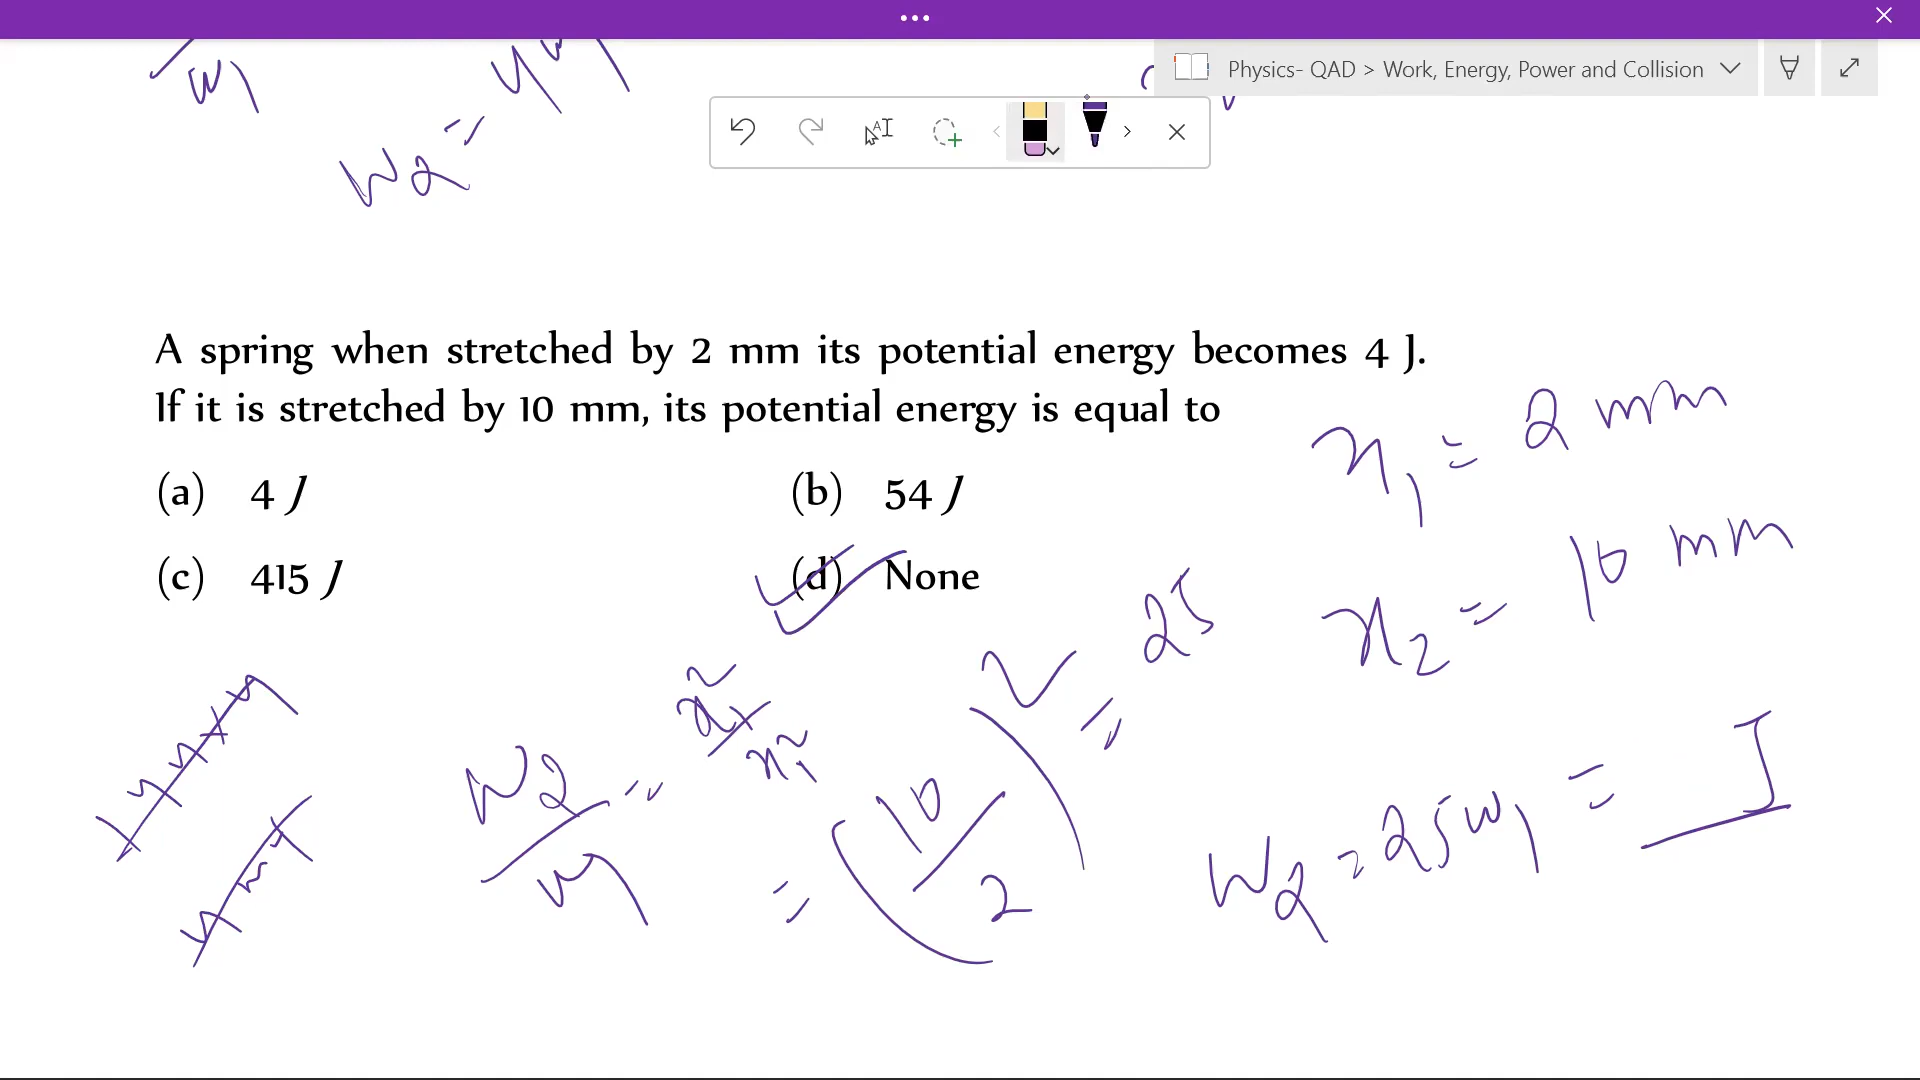 Physics- QAD > Work, Energy, Power and Collision
W2 =
A spring when stretched by 2 mm its potential energy becomes 4 J.
If it is stretched by 10 mm, its potential energy is equal to
(a) 4 J (b) 54 J
(c) 415 J (d) None
x1 = 2 mm
x2 = 10 mm
W2/W1 = x2²/x1² = (10/2)² = 25
W2 = 25W1 = J